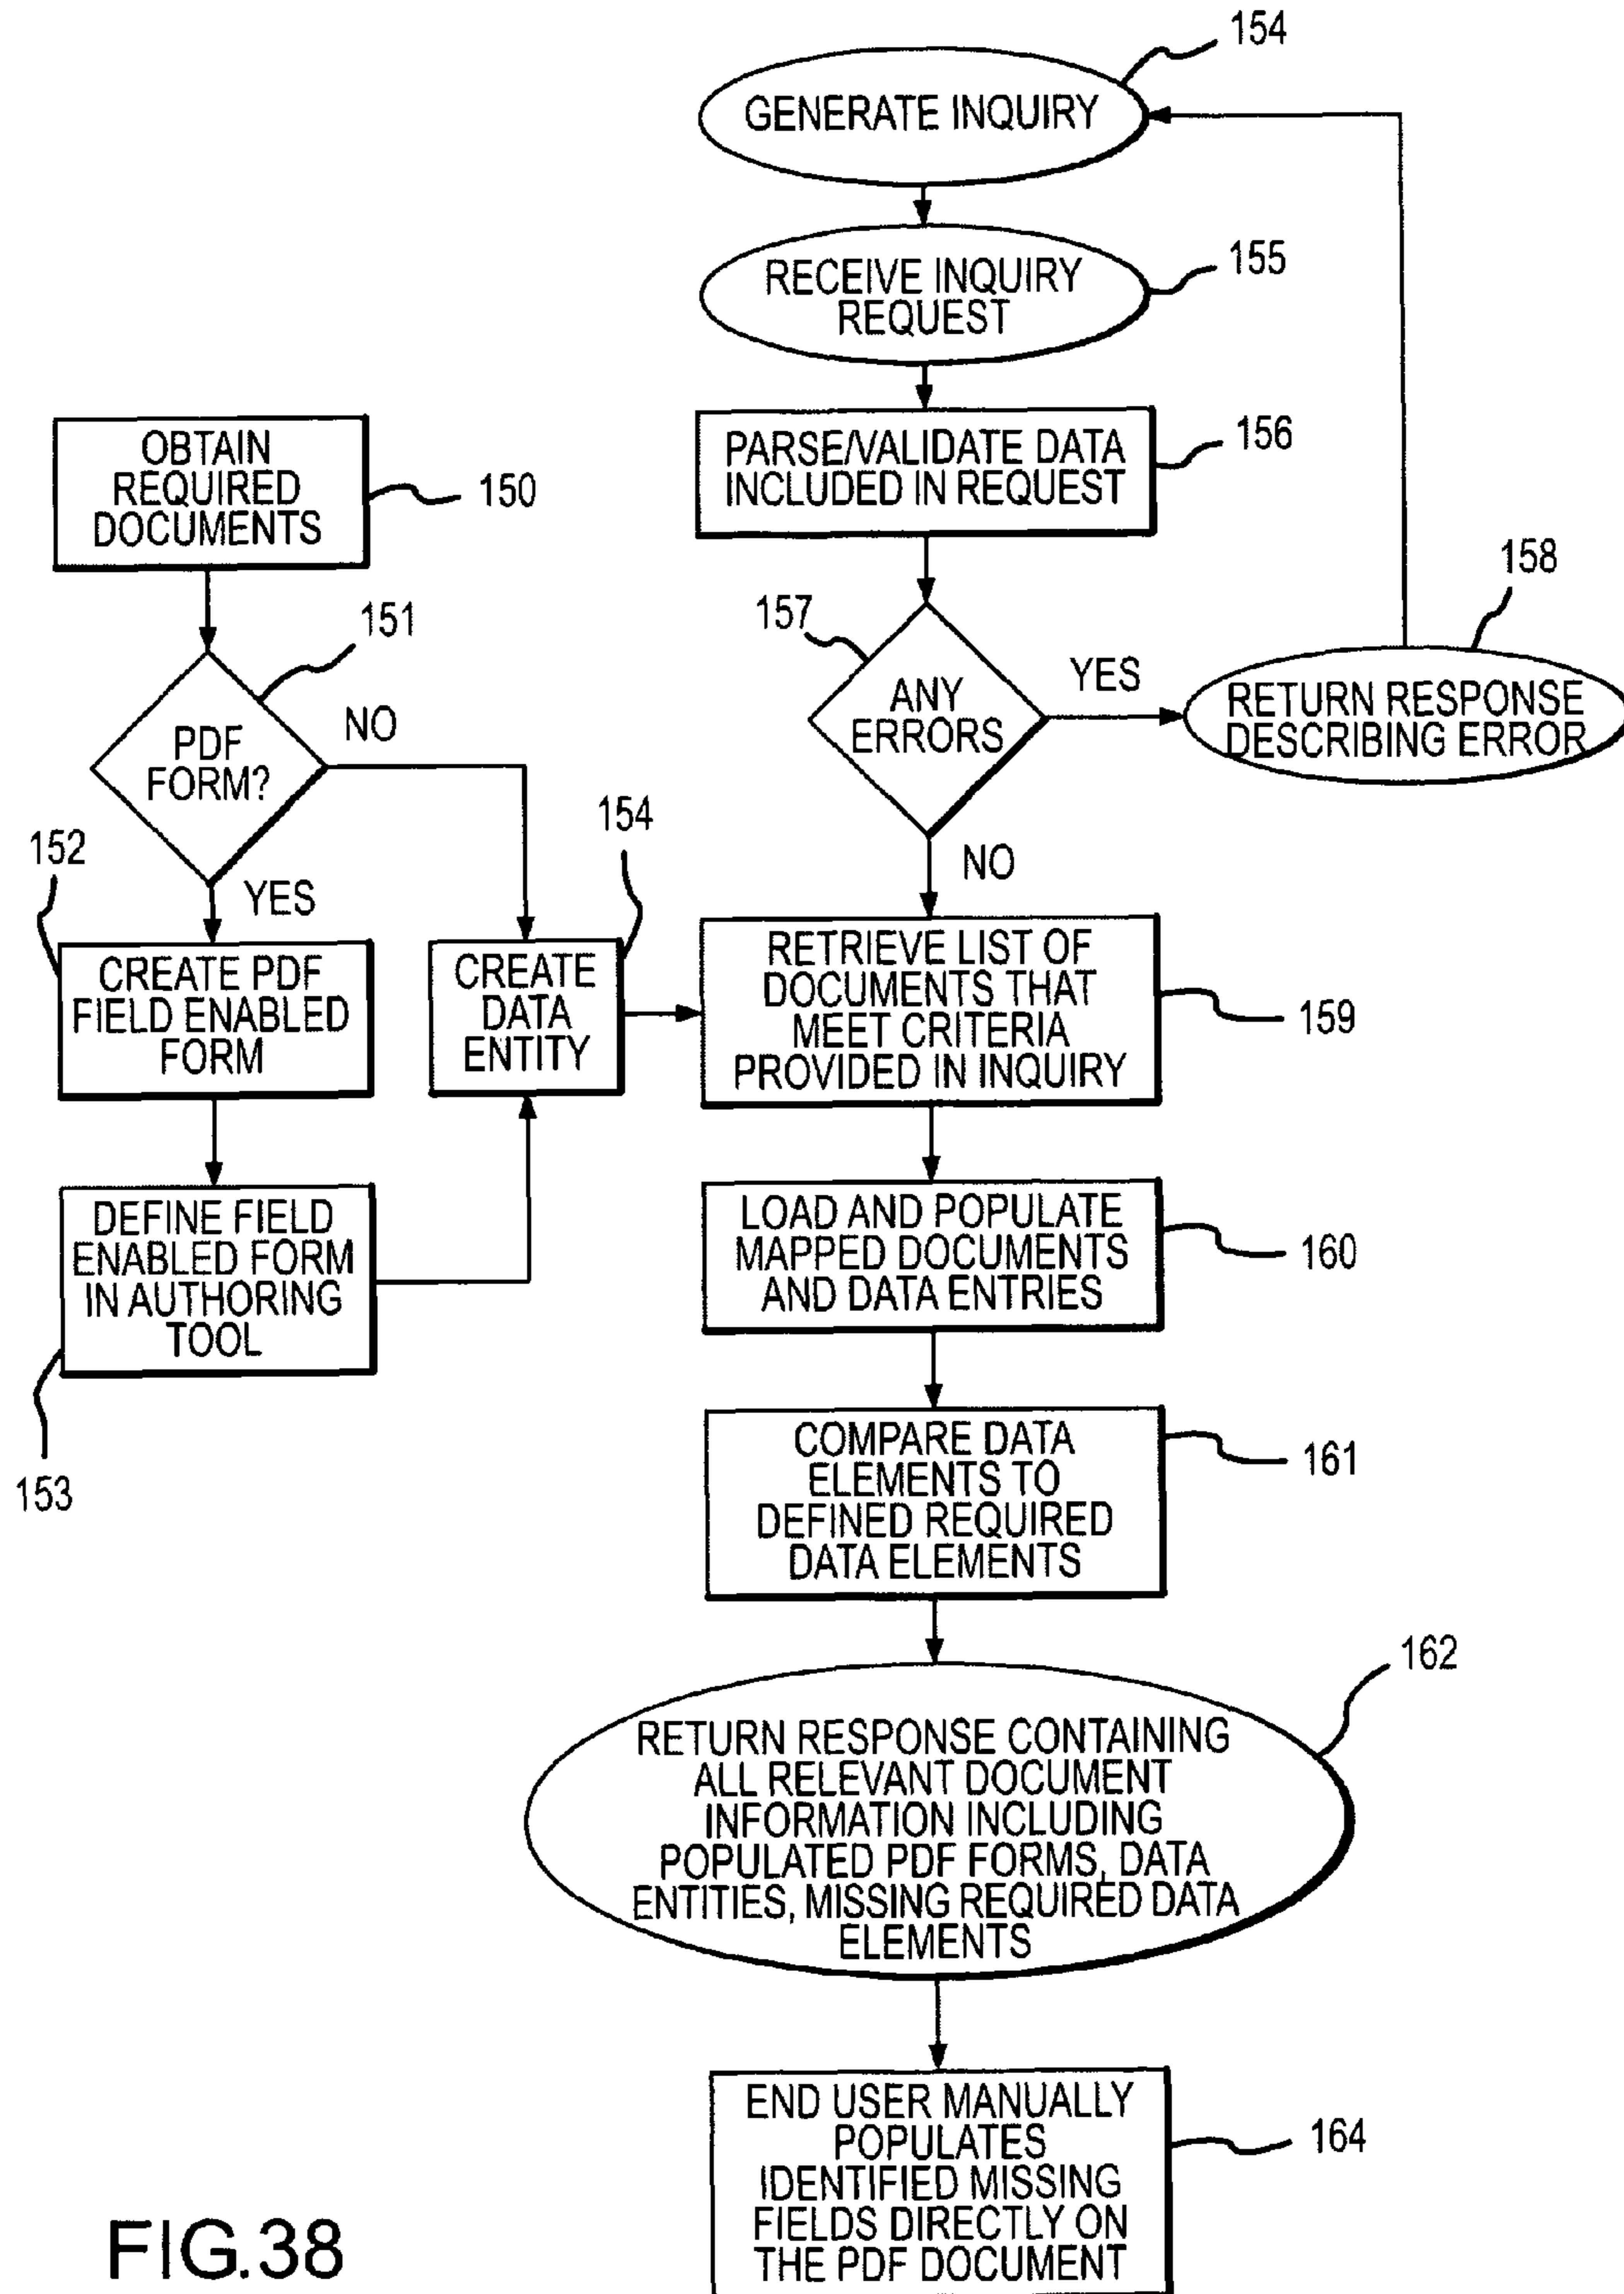 154
GENERATE INQUIRY
RECEIVE INQUIRY
REQUEST
155
PARSE/VALIDATE DATA
INCLUDED IN REQUEST
156
157
ANY
ERRORS
YES
NO
158
RETURN RESPONSE
DESCRIBING ERROR
OBTAIN
REQUIRED
DOCUMENTS
150
151
PDF
FORM?
NO
YES
152
CREATE PDF
FIELD ENABLED
FORM
154
CREATE
DATA
ENTITY
DEFINE FIELD
ENABLED FORM
IN AUTHORING
TOOL
153
RETRIEVE LIST OF
DOCUMENTS THAT
MEET CRITERIA
PROVIDED IN INQUIRY
159
LOAD AND POPULATE
MAPPED DOCUMENTS
AND DATA ENTRIES
160
COMPARE DATA
ELEMENTS TO
DEFINED REQUIRED
DATA ELEMENTS
161
162
RETURN RESPONSE CONTAINING
ALL RELEVANT DOCUMENT
INFORMATION INCLUDING
POPULATED PDF FORMS, DATA
ENTITIES, MISSING REQUIRED DATA
ELEMENTS
END USER MANUALLY
POPULATES
IDENTIFIED MISSING
FIELDS DIRECTLY ON
THE PDF DOCUMENT
164
FIG.38